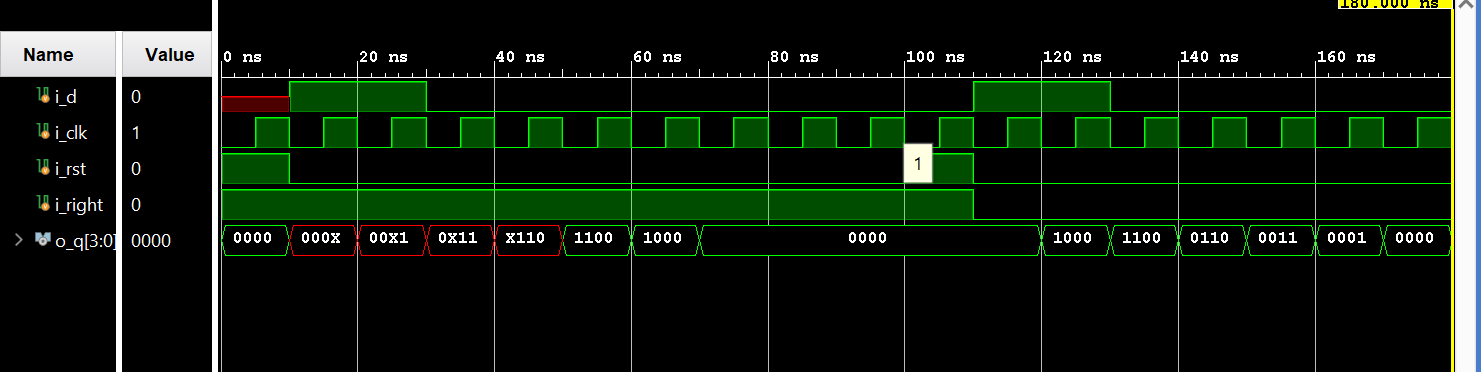 180.000 ns
Name Value
0 ns 20 ns 40 ns 60 ns 80 ns 100 ns 120 ns 140 ns 160 ns
i_d 0
i_clk 1
i_rst 0 1
i_right 0
o_q[3:0] 0000 0000 000X 00X1 0X11 X110 1100 1000 0000 1000 1100 0110 0011 0001 0000